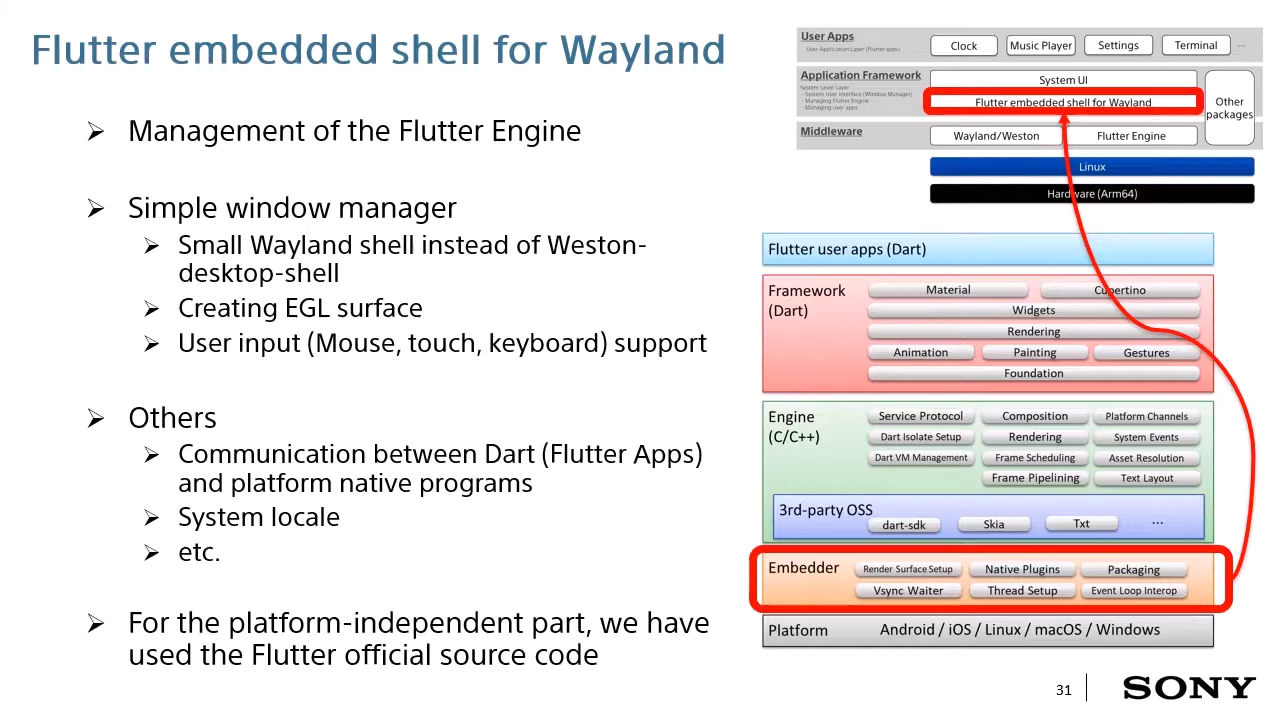 Flutter embedded shell for Wayland
➢ Management of the Flutter Engine
➢ Simple window manager
➢ Small Wayland shell instead of Weston-
desktop-shell
➢ Creating EGL surface
➢ User input (Mouse, touch, keyboard) support
➢ Others
➢ Communication between Dart (Flutter Apps)
and platform native programs
➢ System locale
➢ etc.
➢ For the platform-independent part, we have
used the Flutter official source code
User Apps
User Application Layer (Flutter apps)
Clock
Music Player
Settings
Terminal
...
Application Framework
System Level Layer
- System User Interface (Window Manager)
- Managing Flutter Engine
- Managing user apps
System UI
Flutter embedded shell for Wayland
Other
packages
Middleware
Wayland/Weston
Flutter Engine
Linux
Hardware (Arm64)
Flutter user apps (Dart)
Framework
(Dart)
Material
Cupertino
Widgets
Rendering
Animation
Painting
Gestures
Foundation
Engine
(C/C++)
Service Protocol
Composition
Platform Channels
Dart Isolate Setup
Rendering
System Events
Dart VM Management
Frame Scheduling
Asset Resolution
Frame Pipelining
Text Layout
3rd-party OSS
dart-sdk
Skia
Txt
...
Embedder
Render Surface Setup
Native Plugins
Packaging
Vsync Waiter
Thread Setup
Event Loop Interop
Platform
Android / iOS / Linux / macOS / Windows
31
SONY